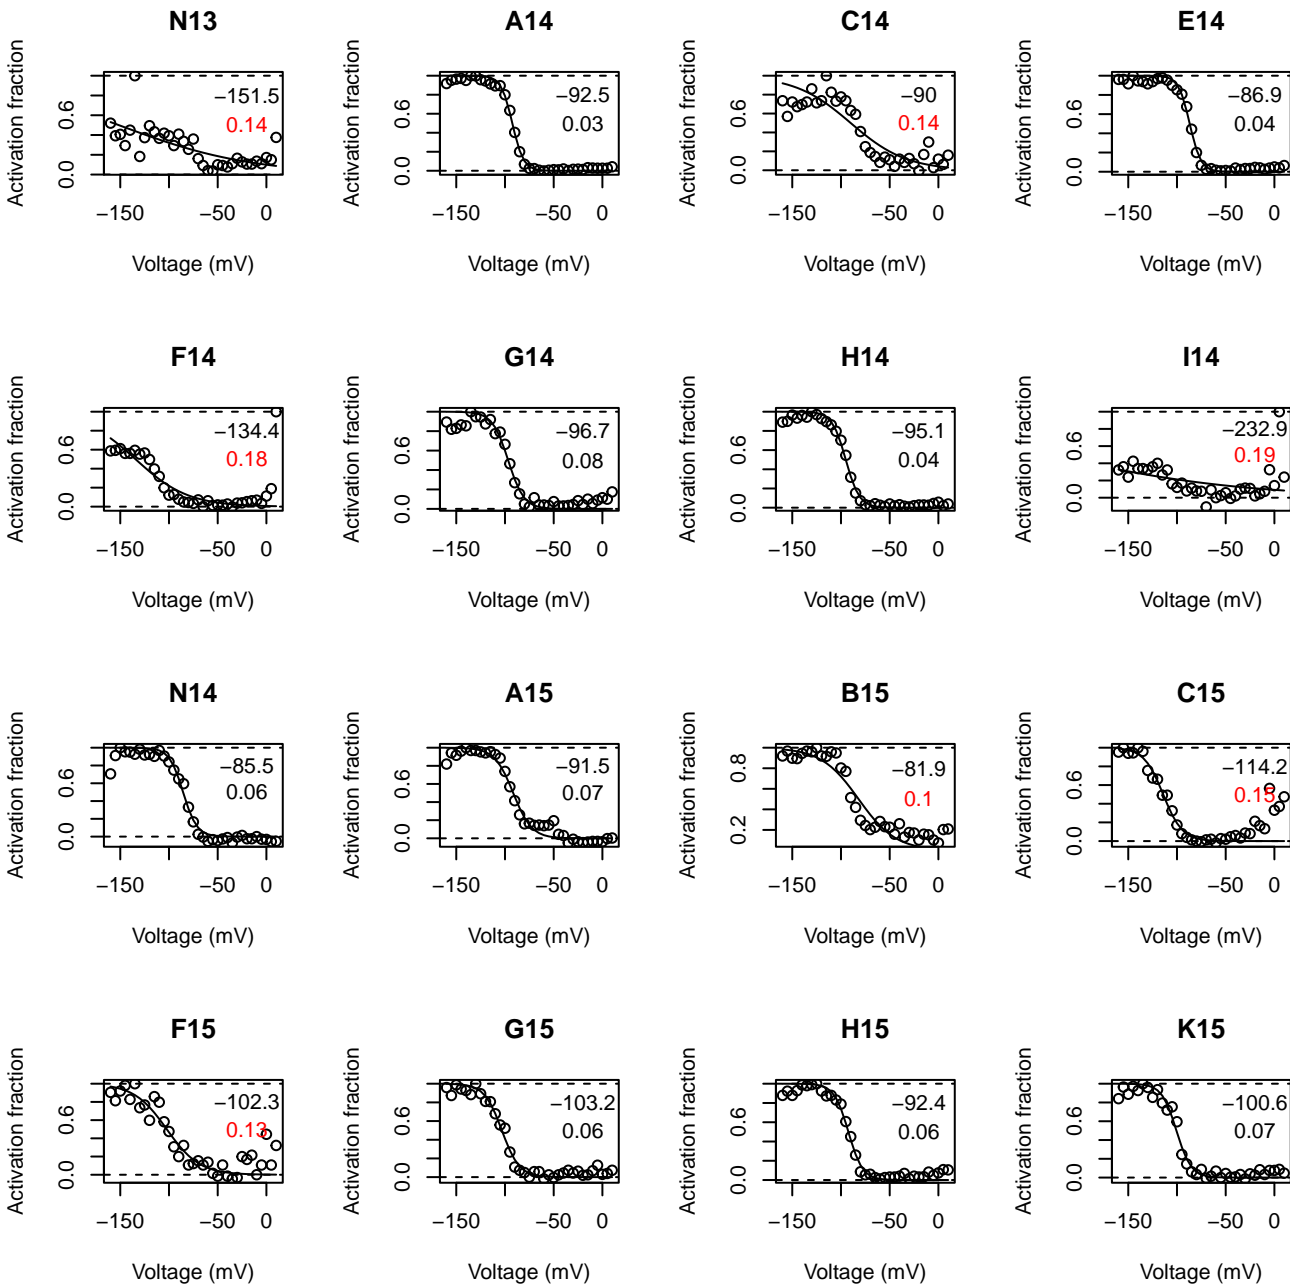 N13 A14 C14 E14
Activation fraction Activation fraction Activation fraction Activation fraction
0.0 0.6 0.0 0.6 0.0 0.6 0.0 0.6
−151.5 −92.5 −90 −86.9
0.14 0.03 0.14 0.04
−150 −50 0 −150 −50 0 −150 −50 0 −150 −50 0
Voltage (mV) Voltage (mV) Voltage (mV) Voltage (mV)
F14 G14 H14 I14
Activation fraction Activation fraction Activation fraction Activation fraction
0.0 0.6 0.0 0.6 0.0 0.6 0.0 0.6
−134.4 −96.7 −95.1 −232.9
0.18 0.08 0.04 0.19
−150 −50 0 −150 −50 0 −150 −50 0 −150 −50 0
Voltage (mV) Voltage (mV) Voltage (mV) Voltage (mV)
N14 A15 B15 C15
Activation fraction Activation fraction Activation fraction Activation fraction
0.0 0.6 0.0 0.6 0.2 0.8 0.0 0.6
−85.5 −91.5 −81.9 −114.2
0.06 0.07 0.1 0.15
−150 −50 0 −150 −50 0 −150 −50 0 −150 −50 0
Voltage (mV) Voltage (mV) Voltage (mV) Voltage (mV)
F15 G15 H15 K15
Activation fraction Activation fraction Activation fraction Activation fraction
0.0 0.6 0.0 0.6 0.0 0.6 0.0 0.6
−102.3 −103.2 −92.4 −100.6
0.13 0.06 0.06 0.07
−150 −50 0 −150 −50 0 −150 −50 0 −150 −50 0
Voltage (mV) Voltage (mV) Voltage (mV) Voltage (mV)